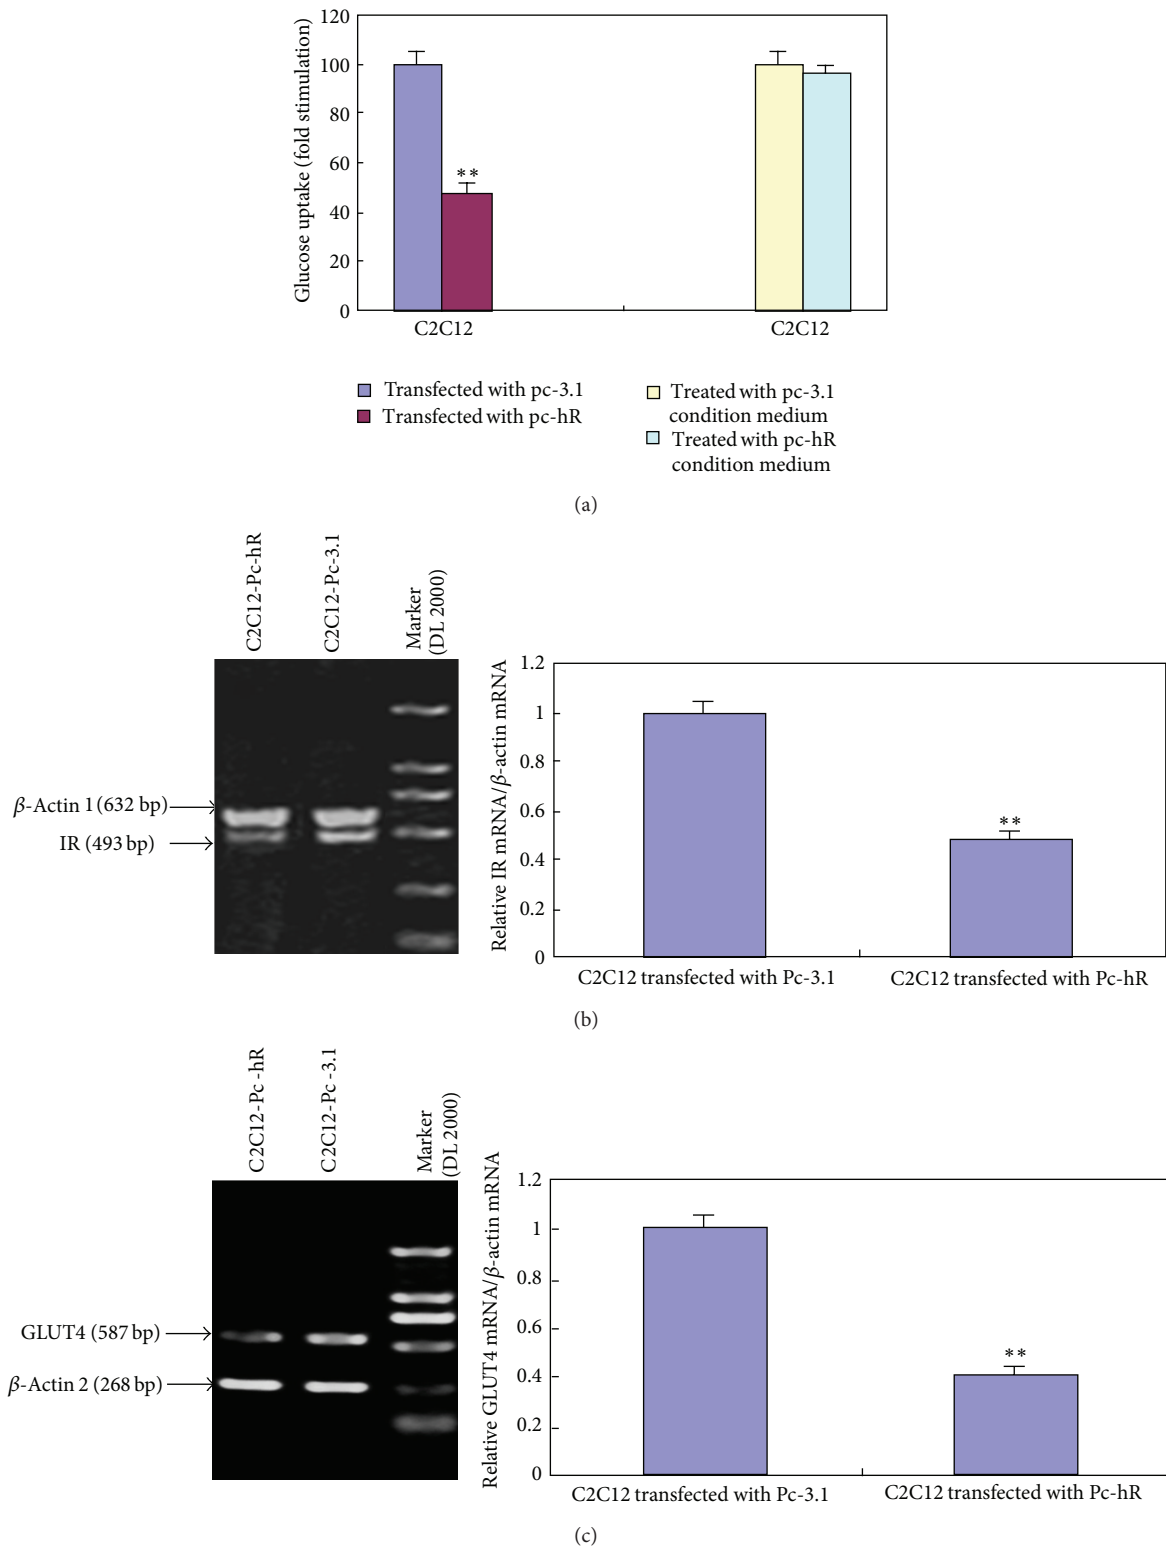 120
100
80
60
40
20
0
Glucose uptake (fold stimulation)
**
C2C12
C2C12
Transfected with pc-3.1
Transfected with pc-hR
Treated with pc-3.1
condition medium
Treated with pc-hR
condition medium
(a)
C2C12-Pc-hR
C2C12-Pc-3.1
Marker
(DL 2000)
β-Actin 1 (632 bp)
IR (493 bp)
Relative IR mRNA/β-actin mRNA
1.2
1
0.8
0.6
0.4
0.2
0
**
C2C12 transfected with Pc-3.1
C2C12 transfected with Pc-hR
(b)
C2C12-Pc-hR
C2C12-Pc-3.1
Marker
(DL 2000)
GLUT4 (587 bp)
β-Actin 2 (268 bp)
Relative GLUT4 mRNA/β-actin mRNA
1.2
1
0.8
0.6
0.4
0.2
0
**
C2C12 transfected with Pc-3.1
C2C12 transfected with Pc-hR
(c)